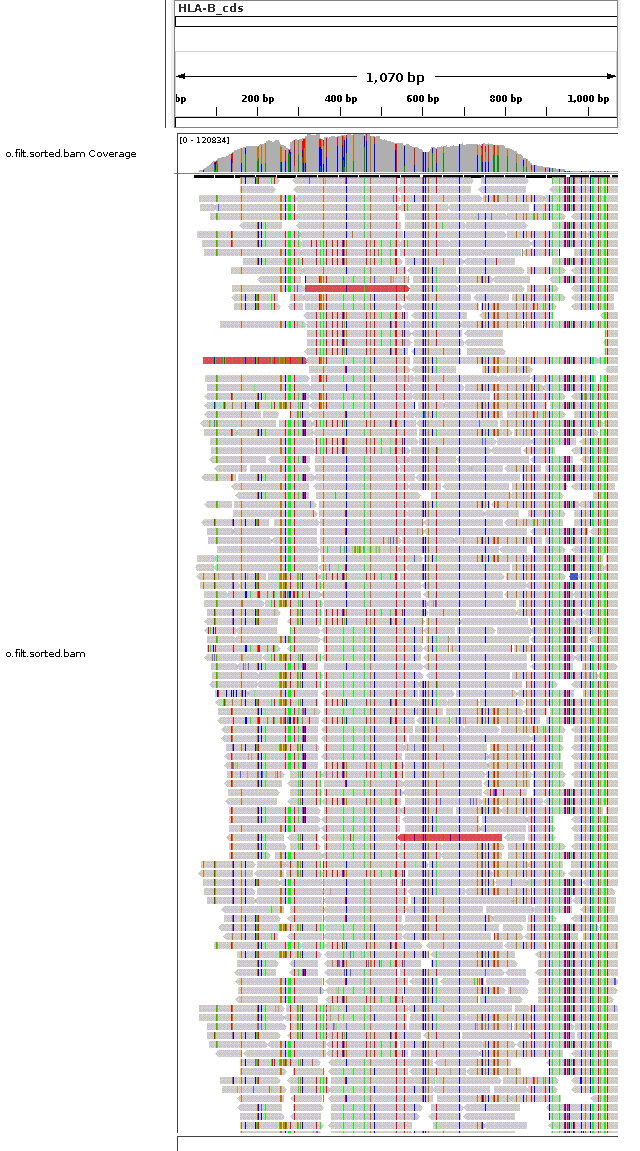 HLA-B_cds
1,070 bp
bp 200 bp 400 bp 600 bp 800 bp 1,000 bp
[0 - 120834]
o.filt.sorted.bam Coverage
o.filt.sorted.bam